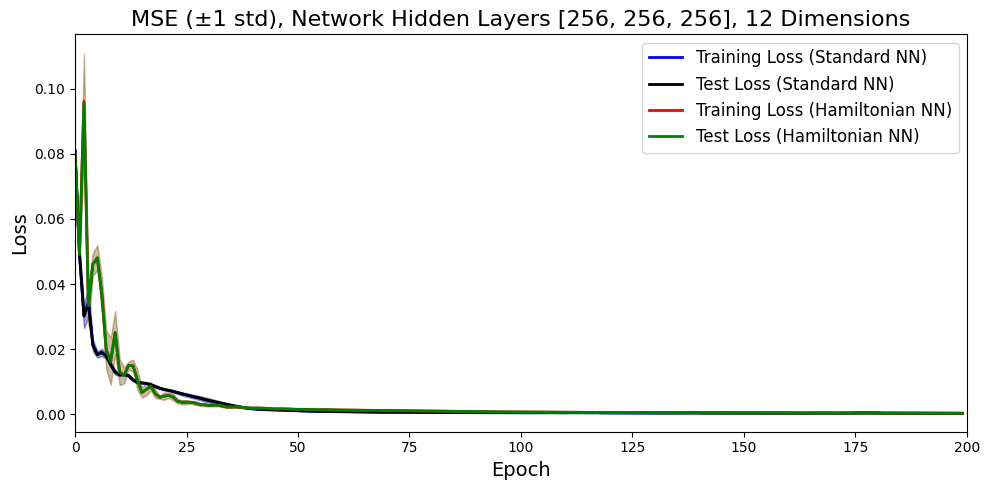 MSE (±1 std), Network Hidden Layers [256, 256, 256], 12 Dimensions
Training Loss (Standard NN)
Test Loss (Standard NN)
Training Loss (Hamiltonian NN)
Test Loss (Hamiltonian NN)
Loss
0.10
0.08
0.06
0.04
0.02
0.00
0 25 50 75 100 125 150 175 200
Epoch